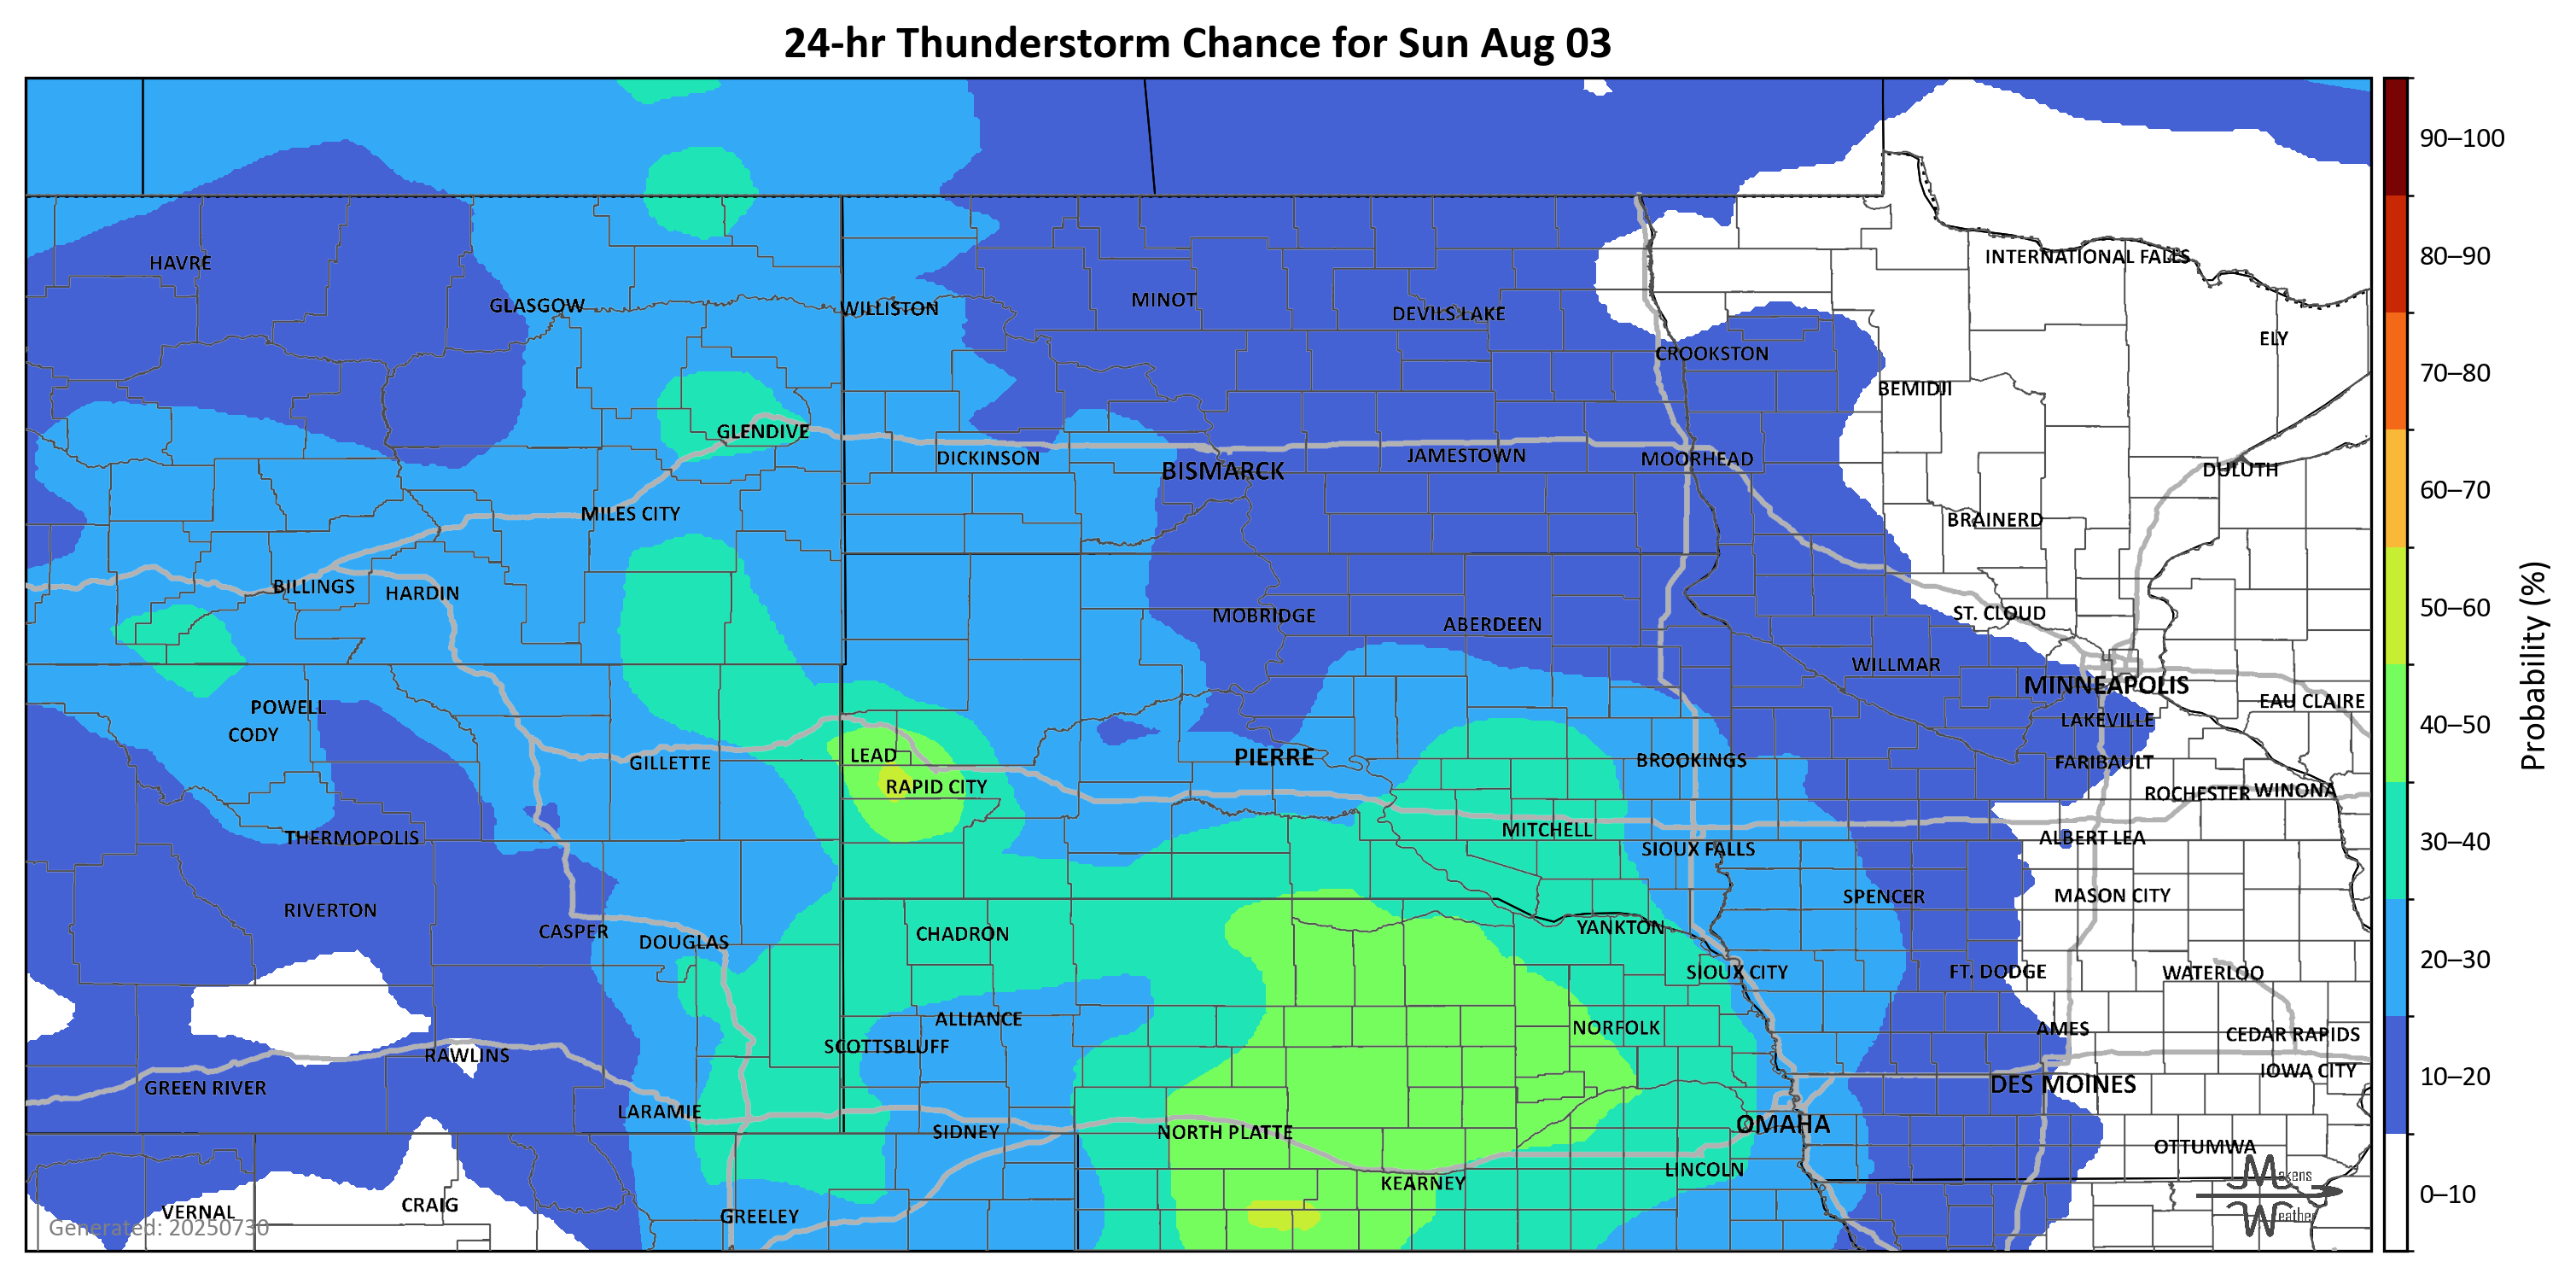 24-hr Thunderstorm Chance for Sun Aug 03
90–100
80–90
70–80
60–70
50–60
40–50
30–40
20–30
10–20
0–10
Probability (%)
INTERNATIONAL FALLS
HAVRE
MINOT
GLASGOW
WILLISTON
DEVILS LAKE
ELY
CROOKSTON
BEMIDJI
GLENDIVE
DICKINSON
JAMESTOWN
MOORHEAD
BISMARCK
DULUTH
MILES CITY
BRAINERD
BILLINGS
HARDIN
MOBRIDGE
ABERDEEN
ST. CLOUD
WILLMAR
MINNEAPOLIS
EAU CLAIRE
POWELL
LAKEVILLE
CODY
LEAD
PIERRE
BROOKINGS
GILLETTE
FARIBAULT
RAPID CITY
ROCHESTER
WINONA
THERMOPOLIS
MITCHELL
ALBERT LEA
SIOUX FALLS
SPENCER
MASON CITY
RIVERTON
CASPER
DOUGLAS
CHADRON
YANKTON
SIOUX CITY
FT. DODGE
WATERLOO
ALLIANCE
NORFOLK
AMES
CEDAR RAPIDS
SCOTTSBLUFF
RAWLINS
IOWA CITY
GREEN RIVER
DES MOINES
LARAMIE
SIDNEY
NORTH PLATTE
OMAHA
OTTUMWA
LINCOLN
KEARNEY
CRAIG
VERNAL
GREELEY
Makens
Weather
Generated: 20250730